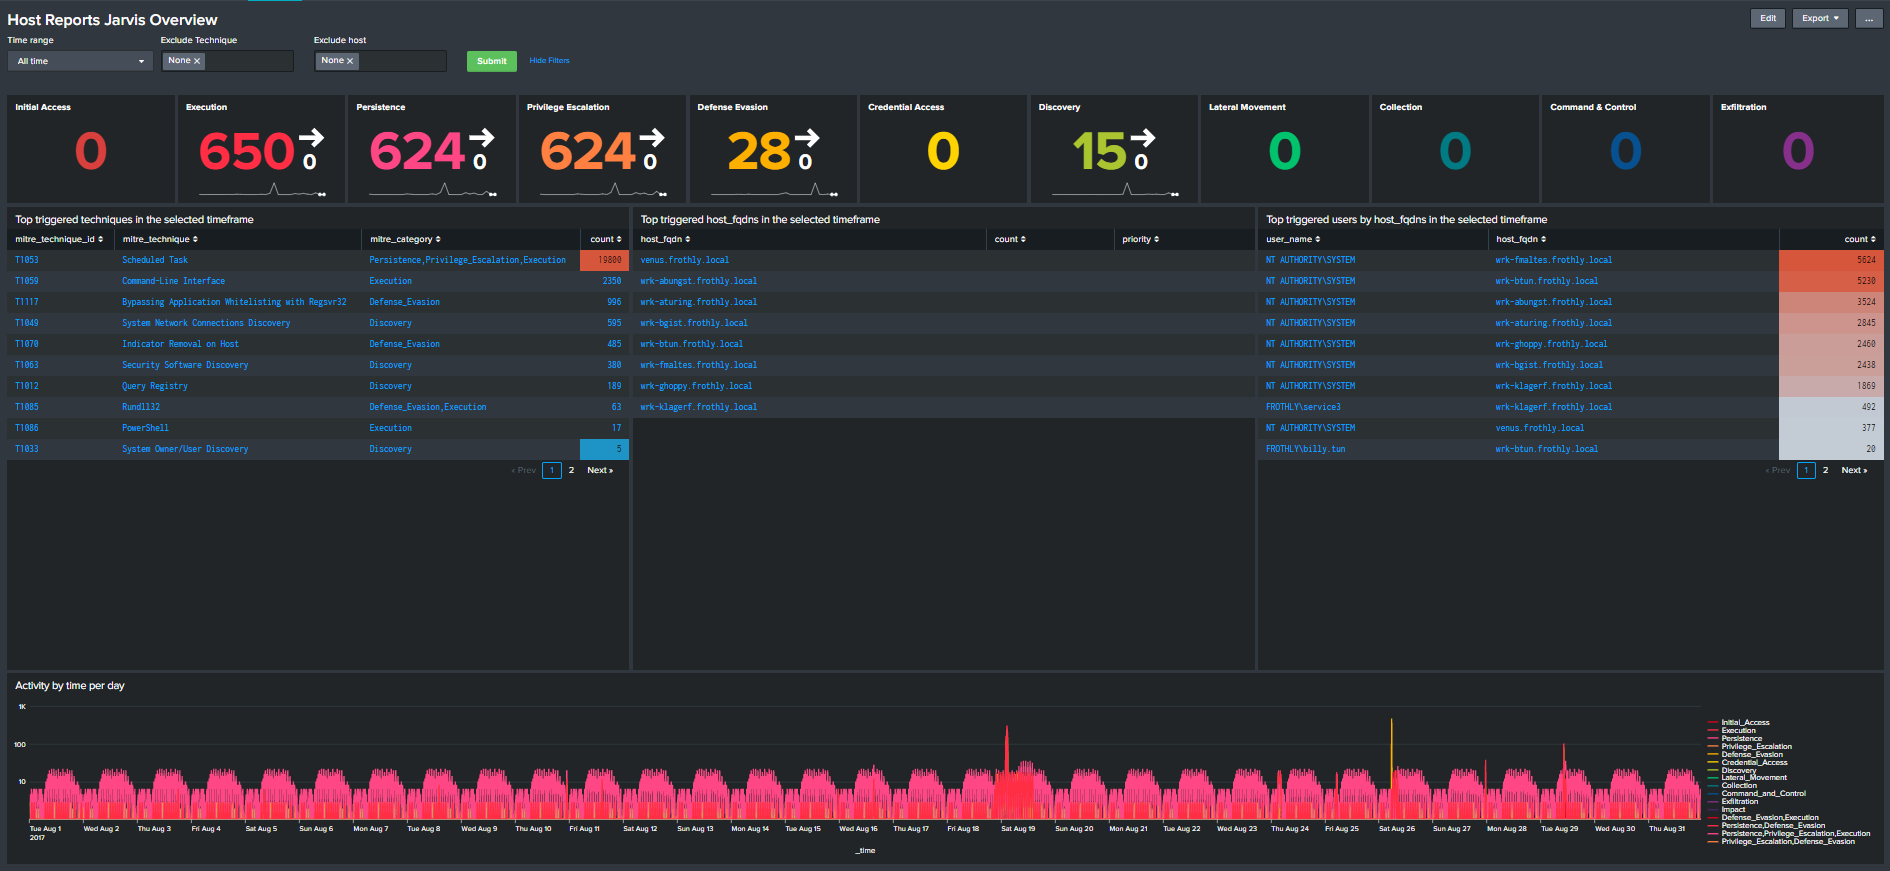 Host Reports Jarvis Overview
Edit
Export
...
Time range
Exclude Technique
Exclude host
All time
None ×
None ×
Submit
Hide Filters
Initial Access
0
Execution
650
0
Persistence
624
0
Privilege Escalation
624
0
Defense Evasion
28
0
Credential Access
0
Discovery
15
0
Lateral Movement
0
Collection
0
Command & Control
0
Exfiltration
0
Top triggered techniques in the selected timeframe
mitre_technique_id mitre_technique mitre_category count
T1053 Scheduled Task Persistence,Privilege_Escalation,Execution 19800
T1059 Command-Line Interface Execution 2350
T1117 Bypassing Application Whitelisting with Regsvr32 Defense_Evasion 996
T1049 System Network Connections Discovery Discovery 595
T1070 Indicator Removal on Host Defense_Evasion 485
T1063 Security Software Discovery Discovery 380
T1012 Query Registry Discovery 189
T1085 Rundll32 Defense_Evasion,Execution 63
T1086 PowerShell Execution 17
T1033 System Owner/User Discovery Discovery 5
« Prev 1 2 Next »
Top triggered host_fqdns in the selected timeframe
host_fqdn count priority
venus.frothly.local
wrk-abungst.frothly.local
wrk-aturing.frothly.local
wrk-bgist.frothly.local
wrk-btun.frothly.local
wrk-fmaltes.frothly.local
wrk-ghoppy.frothly.local
wrk-klagerf.frothly.local
Top triggered users by host_fqdns in the selected timeframe
user_name host_fqdn count
NT AUTHORITY\SYSTEM wrk-fmaltes.frothly.local 5624
NT AUTHORITY\SYSTEM wrk-btun.frothly.local 5230
NT AUTHORITY\SYSTEM wrk-abungst.frothly.local 3524
NT AUTHORITY\SYSTEM wrk-aturing.frothly.local 2845
NT AUTHORITY\SYSTEM wrk-ghoppy.frothly.local 2460
NT AUTHORITY\SYSTEM wrk-bgist.frothly.local 2438
NT AUTHORITY\SYSTEM wrk-klagerf.frothly.local 1869
FROTHLY\service3 wrk-klagerf.frothly.local 492
NT AUTHORITY\SYSTEM venus.frothly.local 377
FROTHLY\billy.tun wrk-btun.frothly.local 20
« Prev 1 2 Next »
Activity by time per day
1K
100
10
Tue Aug 1 Wed Aug 2 Thu Aug 3 Fri Aug 4 Sat Aug 5 Sun Aug 6 Mon Aug 7 Tue Aug 8 Wed Aug 9 Thu Aug 10 Fri Aug 11 Sat Aug 12 Sun Aug 13 Mon Aug 14 Tue Aug 15 Wed Aug 16 Thu Aug 17 Fri Aug 18 Sat Aug 19 Sun Aug 20 Mon Aug 21 Tue Aug 22 Wed Aug 23 Thu Aug 24 Fri Aug 25 Sat Aug 26 Sun Aug 27 Mon Aug 28 Tue Aug 29 Wed Aug 30 Thu Aug 31
2017
_time
Initial_Access
Execution
Persistence
Privilege_Escalation
Defense_Evasion
Credential_Access
Discovery
Lateral_Movement
Collection
Command_and_Control
Exfiltration
Impact
Defense_Evasion,Execution
Persistence,Defense_Evasion
Persistence,Privilege_Escalation,Execution
Privilege_Escalation,Defense_Evasion